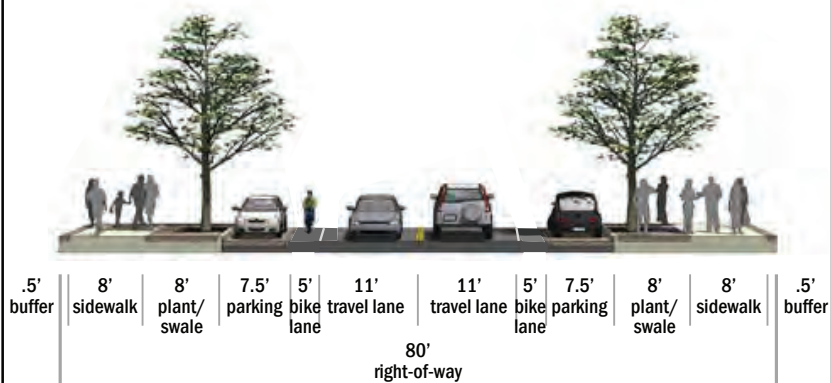 .5’
buffer
8’
sidewalk
8’
plant/
swale
7.5’
parking
5’
bike
lane
11’
travel lane
11’
travel lane
5’
bike
lane
7.5’
parking
8’
plant/
swale
8’
sidewalk
.5’
buffer
80’
right-of-way